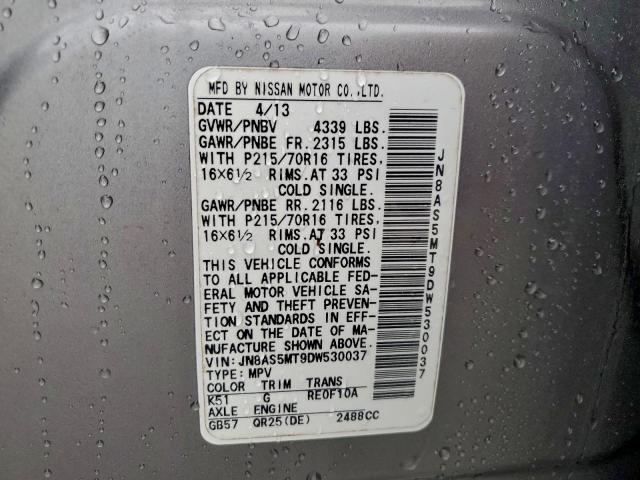 MFD BY NISSAN MOTOR CO.,LTD.
DATE 4/13
GVWR/PNBV 4339 LBS.
GAWR/PNBE FR. 2315 LBS.
WITH P215/70R16 TIRES,
16×6½ RIMS.AT 33 PSI
COLD SINGLE.
GAWR/PNBE RR. 2116 LBS.
WITH P215/70R16 TIRES,
16×6½ RIMS.AT 33 PSI
COLD SINGLE.
THIS VEHICLE CONFORMS
TO ALL APPLICABLE FED-
ERAL MOTOR VEHICLE SA-
FETY AND THEFT PREVEN-
TION STANDARDS IN EFF-
ECT ON THE DATE OF MA-
NUFACTURE SHOWN ABOVE.
VIN: JN8AS5MT9DW530037
TYPE: MPV
COLOR TRIM TRANS
K51 G RE0F10A
AXLE ENGINE
GB57 QR25(DE) 2488CC
JN8AS5MT9DW530037